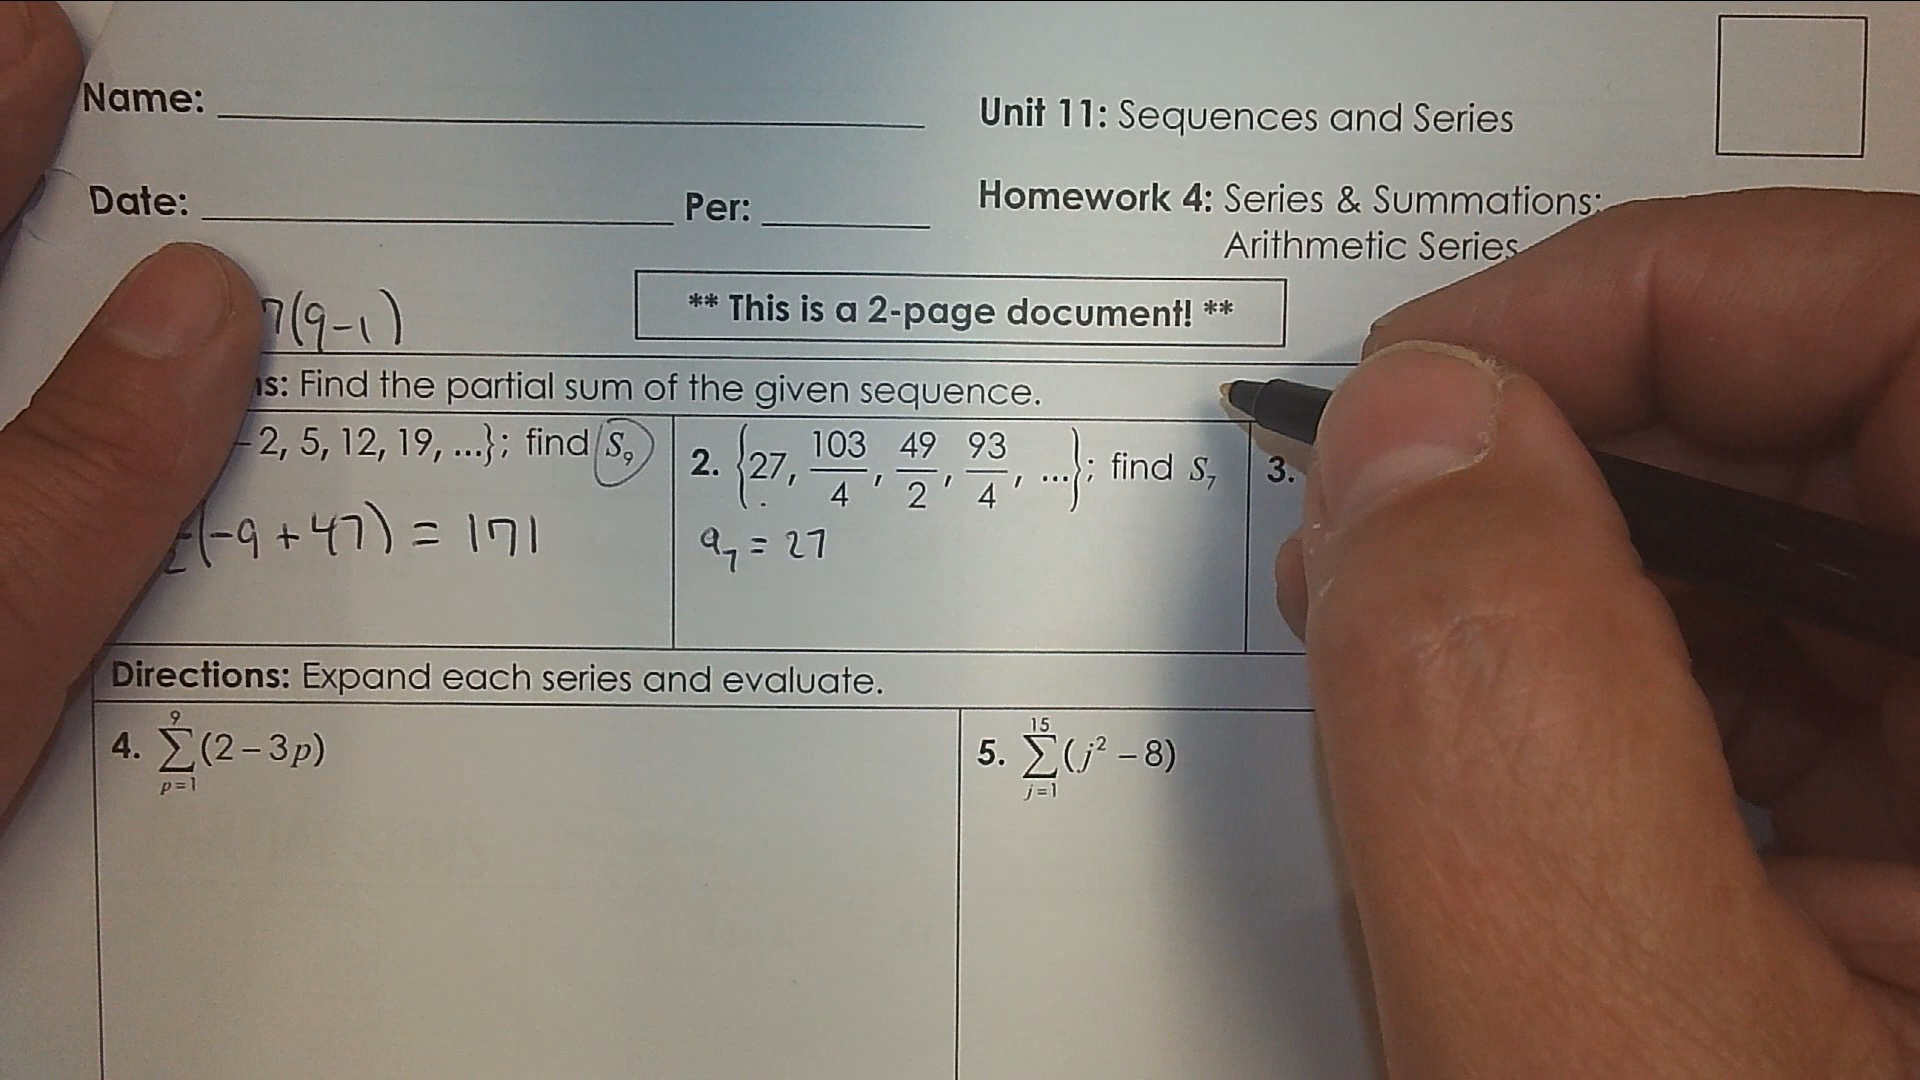 Name:
Unit 11: Sequences and Series
Date: Per:
Homework 4: Series & Summations:
Arithmetic Series
7(9-1)
** This is a 2-page document! **
Find the partial sum of the given sequence.
-2, 5, 12, 19, ...}; find S₉
(-9+47) = 171
2. {27, 103/4, 49/2, 93/4, ...}; find S₇
a₇ = 27
3.
Directions: Expand each series and evaluate.
4. 9 Σ p=1 (2 – 3p)
5. 15 Σ j=1 (j² – 8)